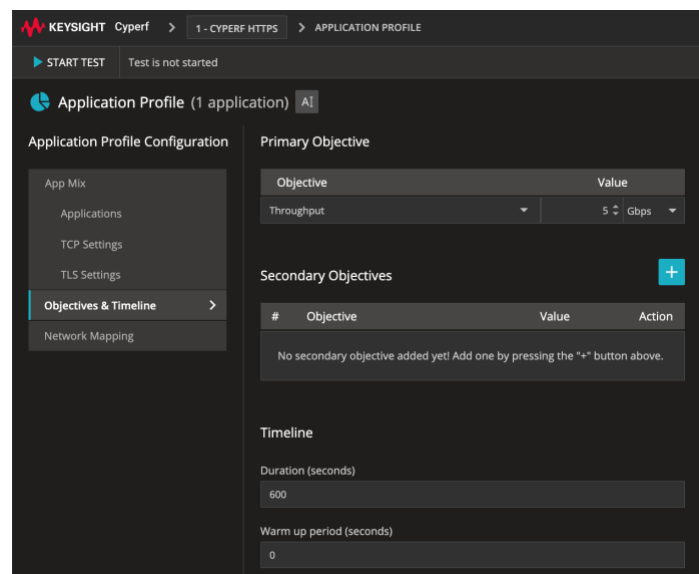 KEYSIGHT Cyperf > 1 - CYPERF HTTPS > APPLICATION PROFILE
START TEST Test is not started
Application Profile (1 application) AI
Application Profile Configuration
App Mix
Applications
TCP Settings
TLS Settings
Objectives & Timeline >
Network Mapping
Primary Objective
Objective Value
Throughput 5 Gbps
Secondary Objectives +
# Objective Value Action
No secondary objective added yet! Add one by pressing the "+" button above.
Timeline
Duration (seconds)
600
Warm up period (seconds)
0